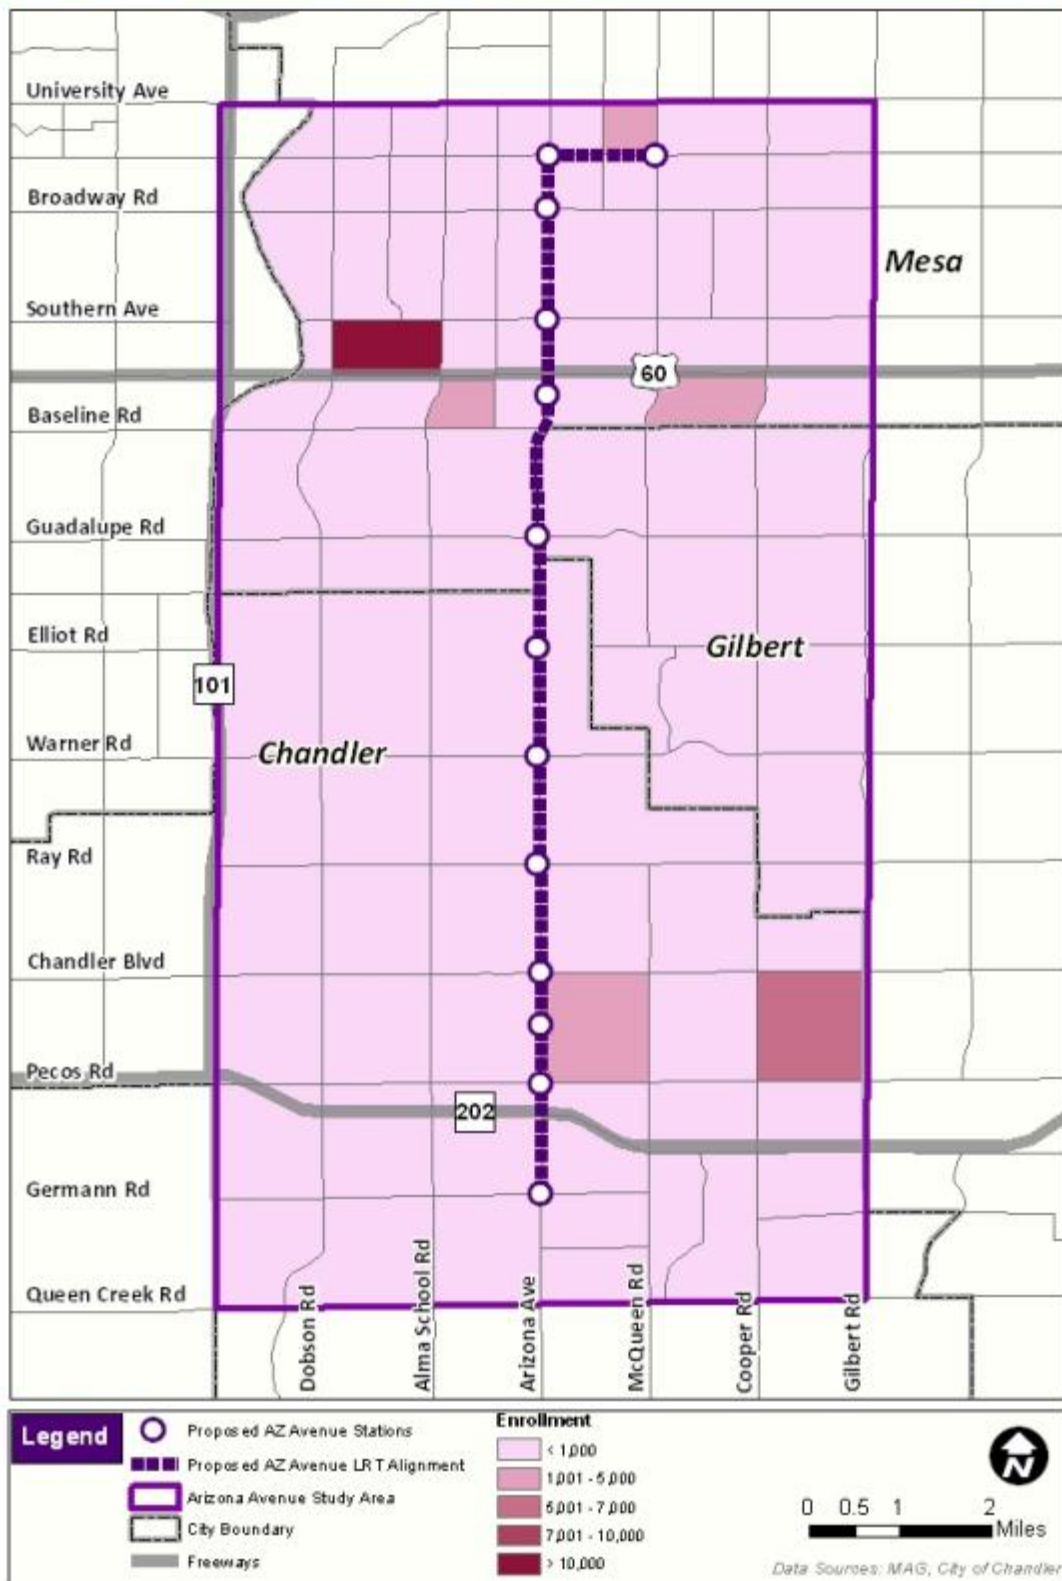 University Ave
Broadway Rd
Mesa
Southern Ave
60
Baseline Rd
Guadalupe Rd
Elliot Rd
Gilbert
101
Warner Rd
Chandler
Ray Rd
Chandler Blvd
Pecos Rd
202
Germann Rd
Queen Creek Rd
Dobson Rd
Alma School Rd
Arizona Ave
McQueen Rd
Cooper Rd
Gilbert Rd
Legend
Proposed AZ Avenue Stations
Proposed AZ Avenue LRT Alignment
Arizona Avenue Study Area
City Boundary
Freeways
Enrollment
< 1,000
1,001 - 5,000
5,001 - 7,000
7,001 - 10,000
> 10,000
N
0 0.5 1 2
Miles
Data Sources: MAG, City of Chandler